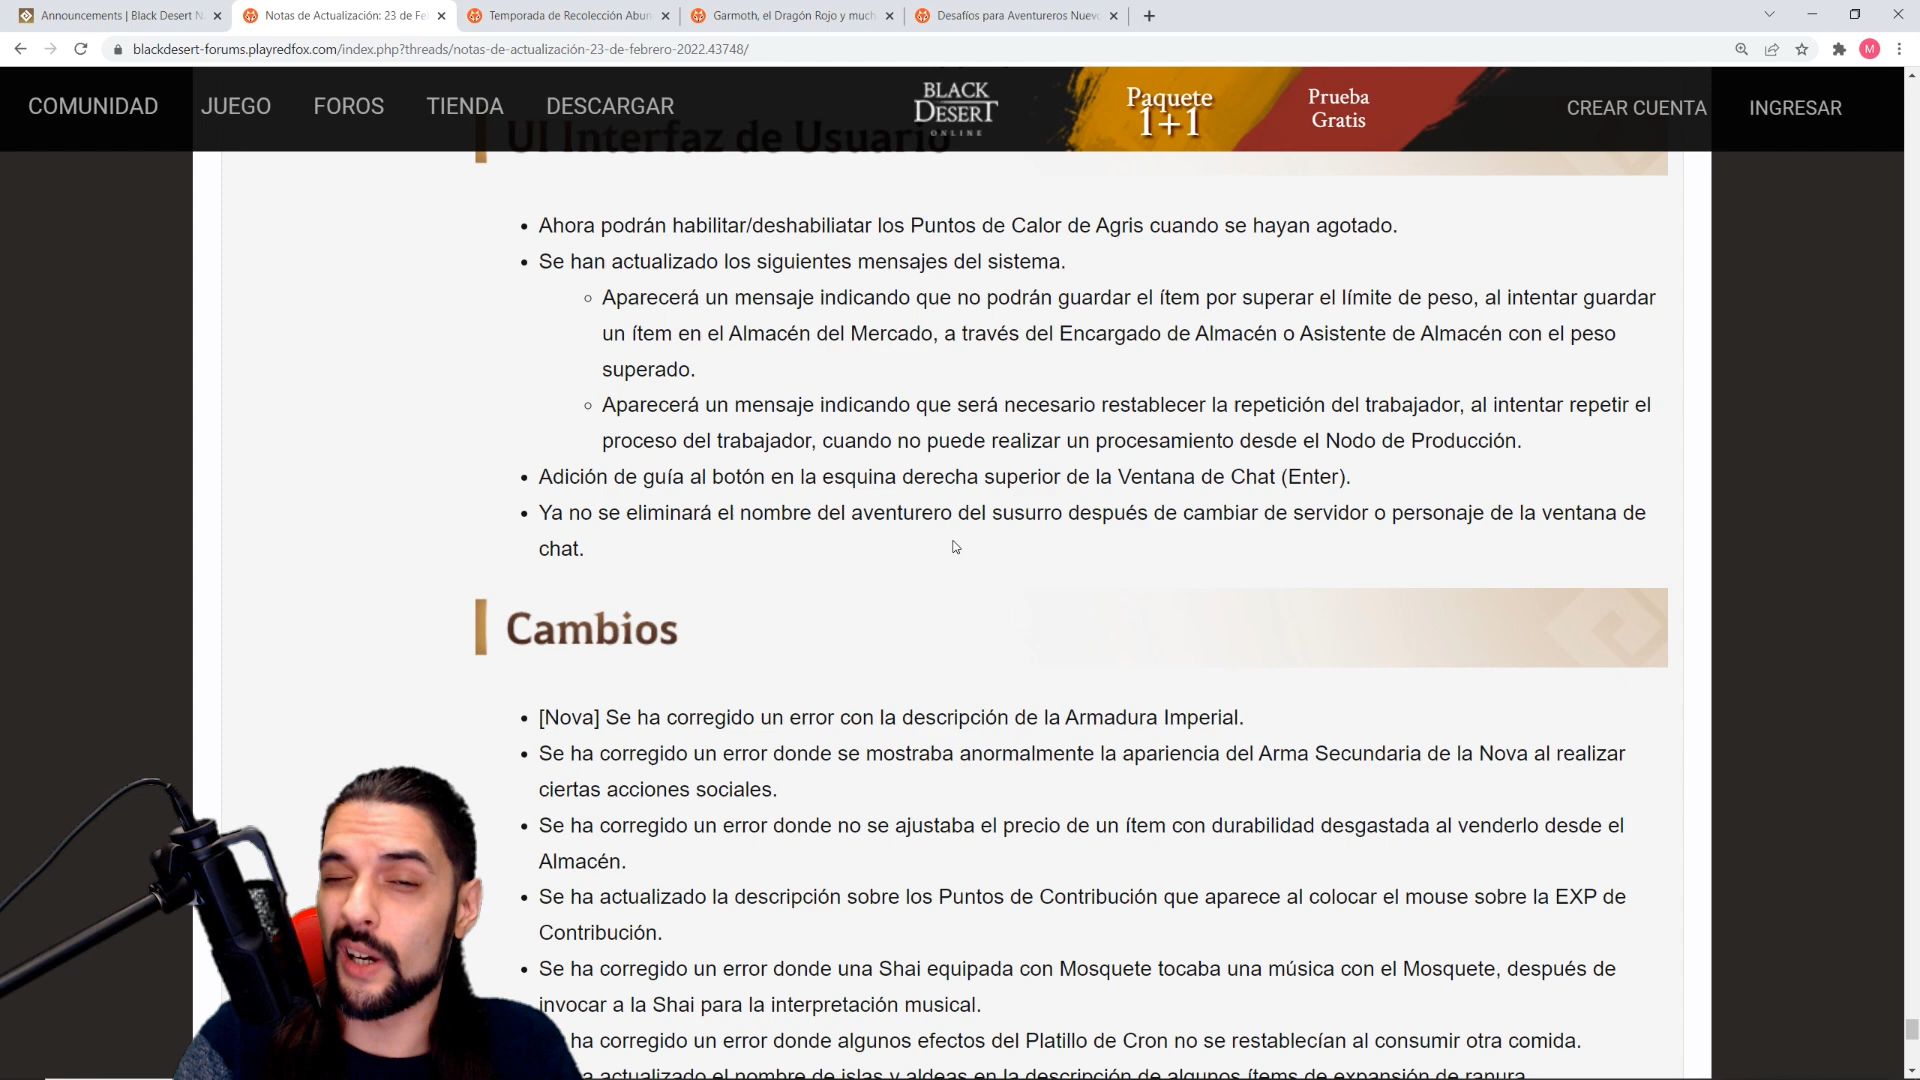 Announcements | Black Desert N
Notas de Actualización: 23 de Fe
Temporada de Recolección Abun
Garmoth, el Dragón Rojo y much
Desafíos para Aventureros Nuevo
blackdesert-forums.playredfox.com/index.php?threads/notas-de-actualización-23-de-febrero-2022.43748/
M
COMUNIDAD JUEGO FOROS TIENDA DESCARGAR
BLACK
DESERT
ONLINE
Paquete
1+1
Prueba
Gratis
CREAR CUENTA INGRESAR
UI Interfaz de Usuario
• Ahora podrán habilitar/deshabiliatar los Puntos de Calor de Agris cuando se hayan agotado.
• Se han actualizado los siguientes mensajes del sistema.
○ Aparecerá un mensaje indicando que no podrán guardar el ítem por superar el límite de peso, al intentar guardar
un ítem en el Almacén del Mercado, a través del Encargado de Almacén o Asistente de Almacén con el peso
superado.
○ Aparecerá un mensaje indicando que será necesario restablecer la repetición del trabajador, al intentar repetir el
proceso del trabajador, cuando no puede realizar un procesamiento desde el Nodo de Producción.
• Adición de guía al botón en la esquina derecha superior de la Ventana de Chat (Enter).
• Ya no se eliminará el nombre del aventurero del susurro después de cambiar de servidor o personaje de la ventana de
chat.
Cambios
• [Nova] Se ha corregido un error con la descripción de la Armadura Imperial.
• Se ha corregido un error donde se mostraba anormalmente la apariencia del Arma Secundaria de la Nova al realizar
ciertas acciones sociales.
• Se ha corregido un error donde no se ajustaba el precio de un ítem con durabilidad desgastada al venderlo desde el
Almacén.
• Se ha actualizado la descripción sobre los Puntos de Contribución que aparece al colocar el mouse sobre la EXP de
Contribución.
• Se ha corregido un error donde una Shai equipada con Mosquete tocaba una música con el Mosquete, después de
invocar a la Shai para la interpretación musical.
ha corregido un error donde algunos efectos del Platillo de Cron no se restablecían al consumir otra comida.
a actualizado el nombre de islas y aldeas en la descripción de algunos ítems de expansión de ranura